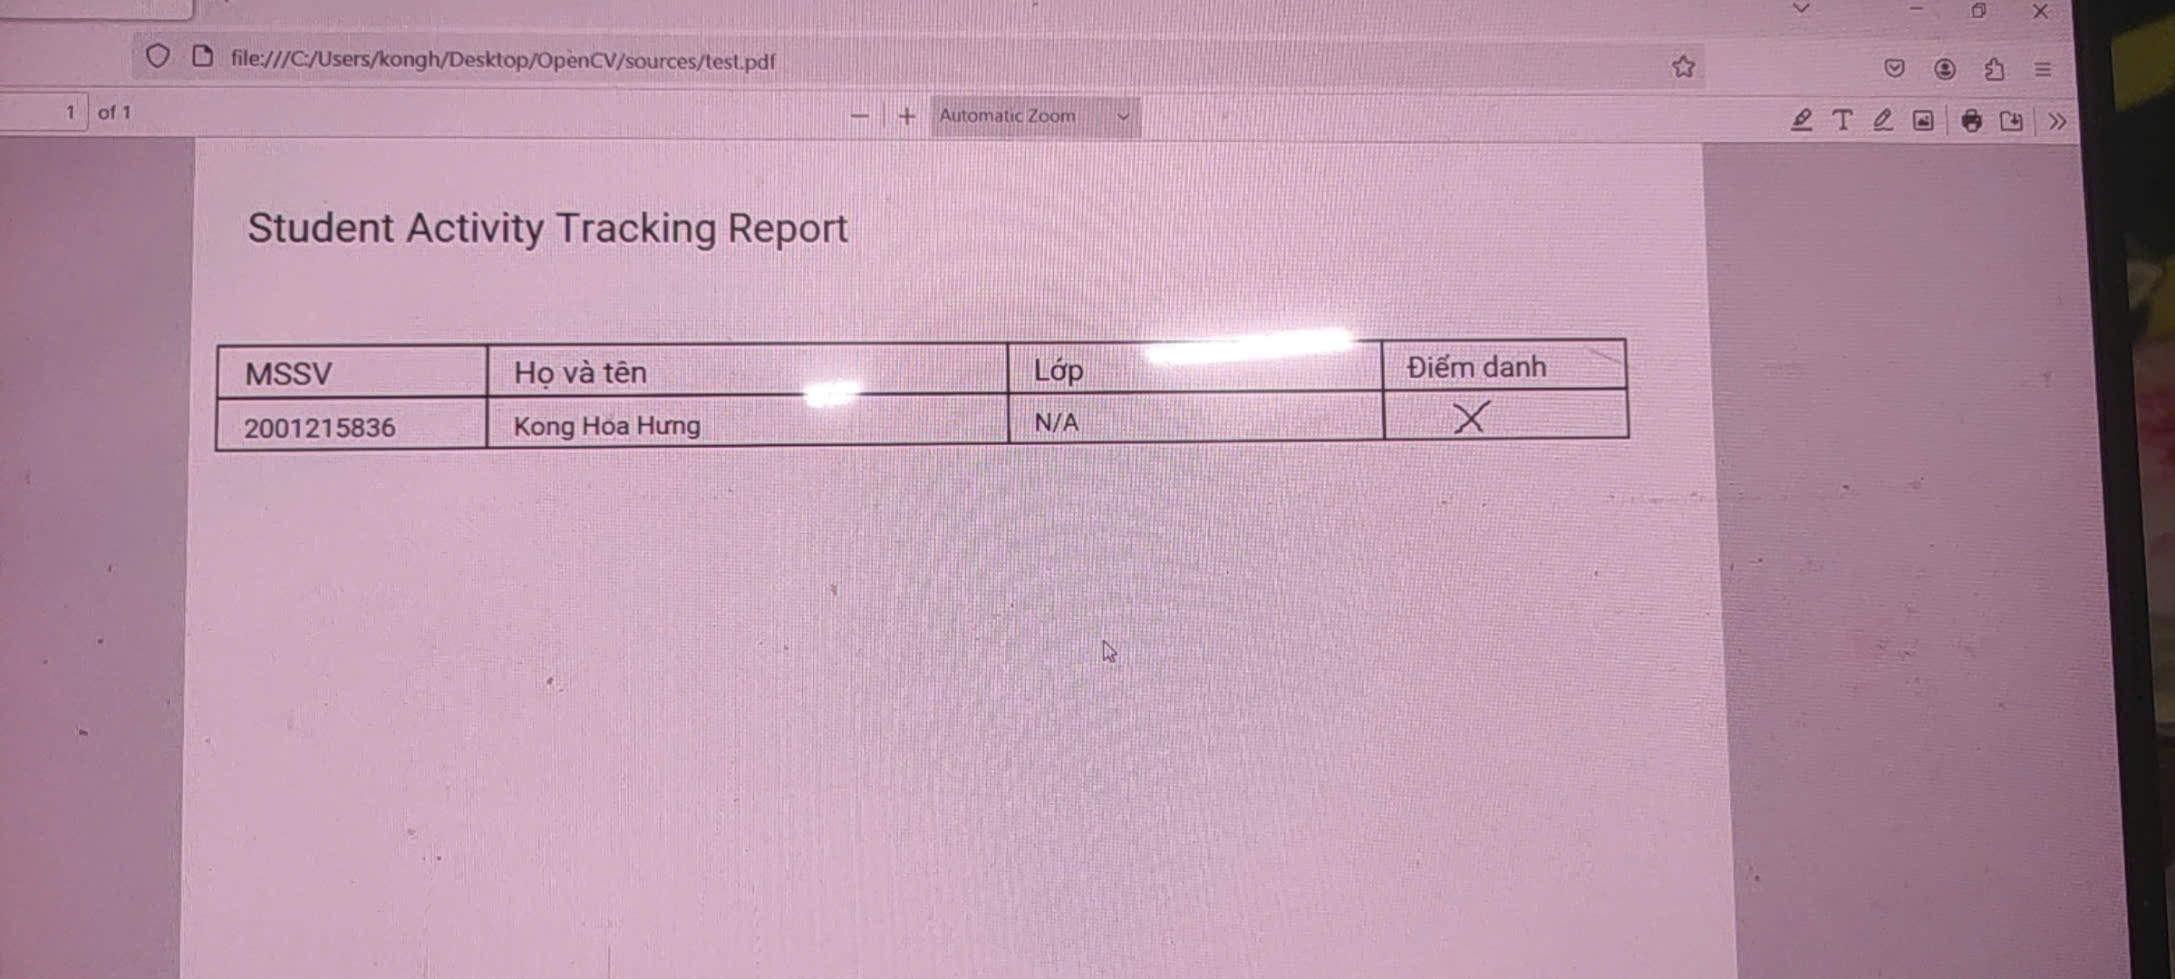 file:///C:/Users/kongh/Desktop/OpenCV/sources/test.pdf
1 of 1
Automatic Zoom
Student Activity Tracking Report
MSSV Họ và tên Lớp Điểm danh
2001215836 Kong Hóa Hưng N/A X